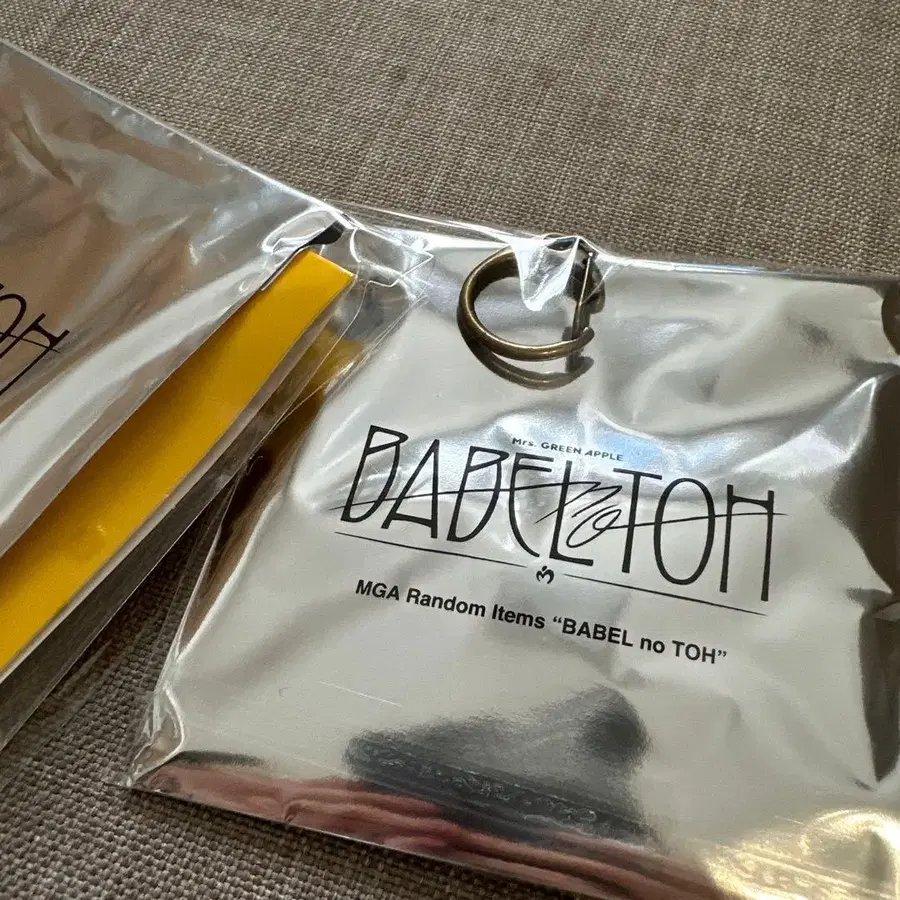 Mrs. GREEN APPLE
BABEL no TOH
MGA Random Items “BABEL no TOH”